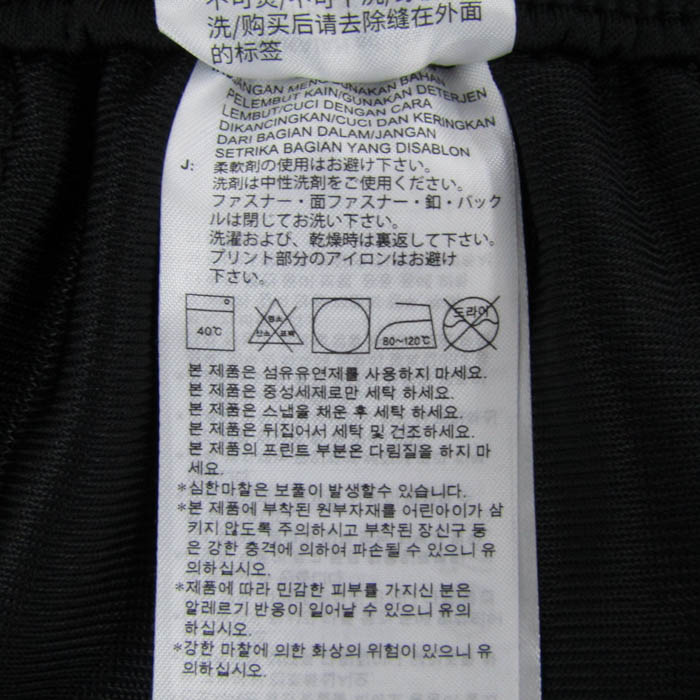 洗/购买后请去除缝在外面
的标签
MENGGUNAKAN BAHAN
PELEMBUT KAIN/GUNAKAN DETERJEN
LEMBUT/CUCI DENGAN CARA
DIKANCINGKAN/CUCI DAN KERINGKAN
DARI BAGIAN DALAM/JANGAN
SETRIKA BAGIAN YANG DISABLON
J: 柔軟剤の使用はお避け下さい。
洗剤は中性洗剤をご使用ください。
ファスナー・面ファスナー・釦・バック
ルは閉じてお洗い下さい。
洗濯および、乾燥時は裏返して下さい。
プリント部分のアイロンはお避け
下さい。
40℃ 염소 산소 표백 80~120℃ 드라이
본 제품은 섬유유연제를 사용하지 마세요.
본 제품은 중성세제로만 세탁 하세요.
본 제품은 스냅을 채운 후 세탁 하세요.
본 제품은 뒤집어서 세탁 및 건조하세요.
본 제품의 프린트 부분은 다림질을 하지 마
세요.
*심한마찰은 보풀이 발생할수 있습니다.
*본 제품에 부착된 원부자재를 어린아이가 삼
키지 않도록 주의하시고 부착된 장신구 등
은 강한 충격에 의하여 파손될 수 있으니 유
의하십시오.
*제품에 따라 민감한 피부를 가지신 분은
알레르기 반응이 일어날 수 있으니 유의
하십시오.
*강한 마찰에 의한 화상의 위험이 있으니 유
의하십시오.